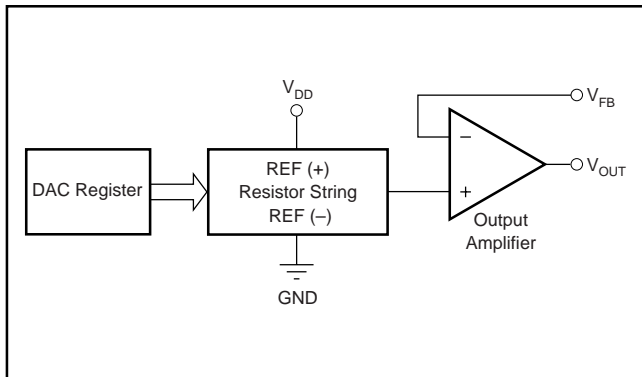 V_DD
V_FB
DAC Register
REF (+)
Resistor String
REF (–)
–
+
V_OUT
Output
Amplifier
GND